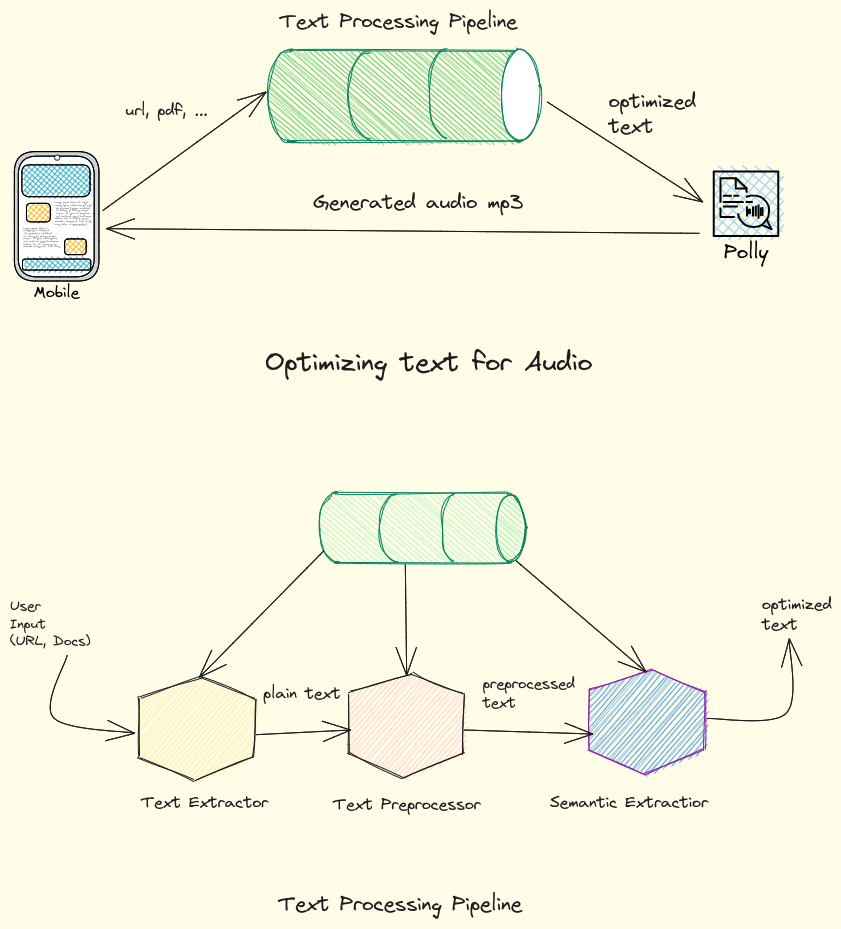 Text Processing Pipeline
url, pdf, ...
optimized
text
Generated audio mp3
Polly
Mobile
Optimizing text for Audio
User
Input
(URL, Docs)
optimized
text
plain text
preprocessed
text
Text Extractor
Text Preprocessor
Semantic Extractior
Text Processing Pipeline